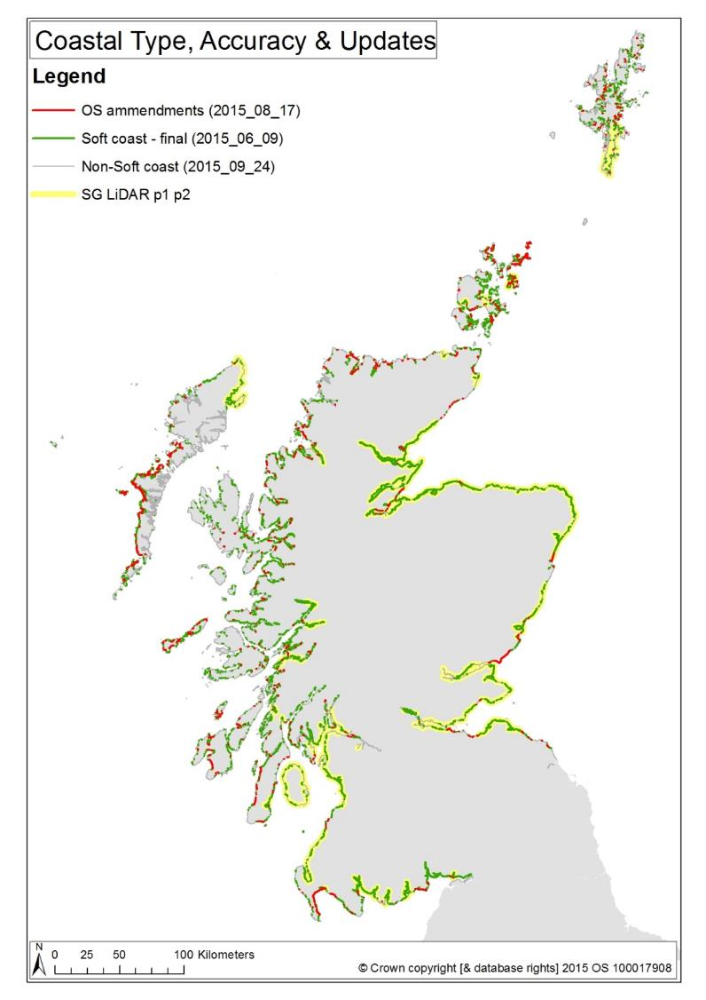 Coastal Type, Accuracy & Updates
Legend
OS ammendments (2015_08_17)
Soft coast - final (2015_06_09)
Non-Soft coast (2015_09_24)
SG LiDAR p1 p2
N
0 25 50 100 Kilometers
© Crown copyright [& database rights] 2015 OS 100017908